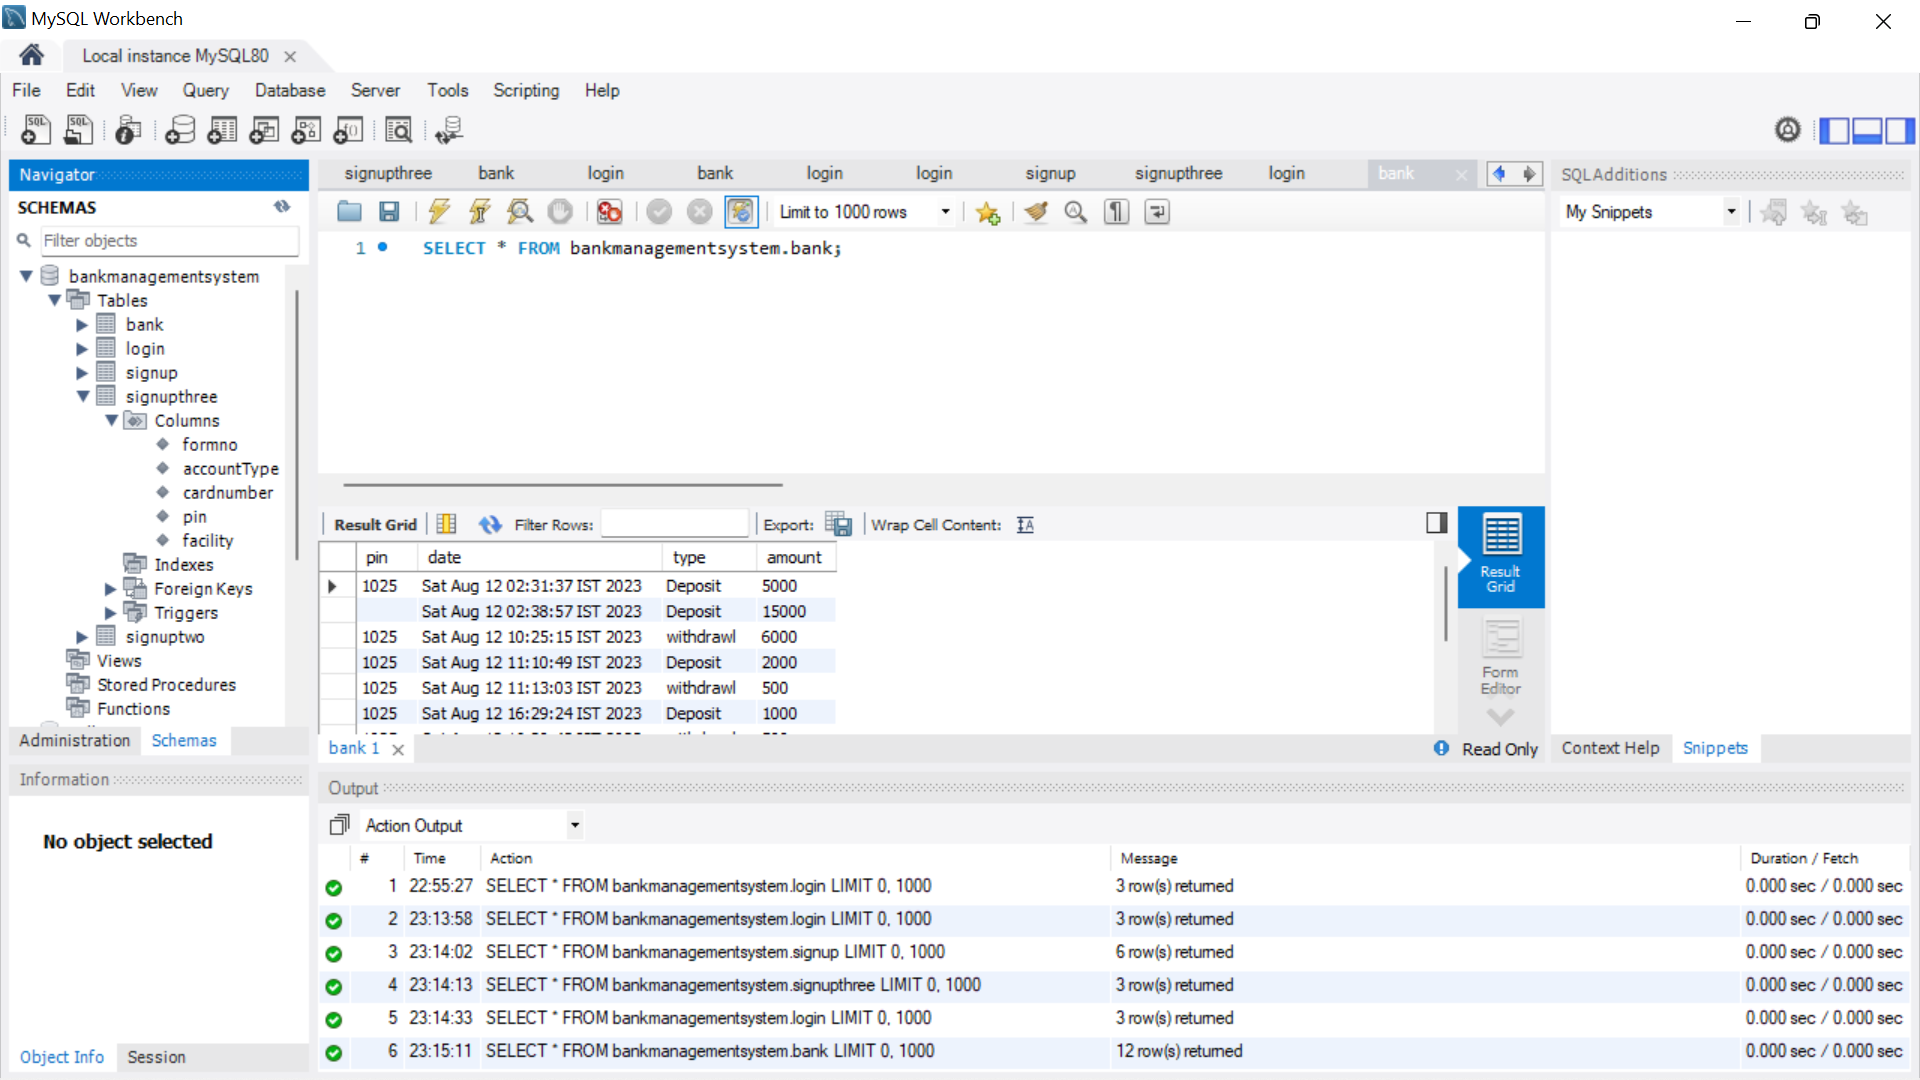 MySQL Workbench
Local instance MySQL80
File Edit View Query Database Server Tools Scripting Help
Navigator
SCHEMAS
Filter objects
bankmanagementsystem
Tables
bank
login
signup
signupthree
Columns
formno
accountType
cardnumber
pin
facility
Indexes
Foreign Keys
Triggers
signuptwo
Views
Stored Procedures
Functions
Administration Schemas
Information
No object selected
Object Info Session
signupthree bank login bank login login signup signupthree login bank
Limit to 1000 rows
1 SELECT * FROM bankmanagementsystem.bank;
Result Grid Filter Rows: Export: Wrap Cell Content:
pin date type amount
1025 Sat Aug 12 02:31:37 IST 2023 Deposit 5000
Sat Aug 12 02:38:57 IST 2023 Deposit 15000
1025 Sat Aug 12 10:25:15 IST 2023 withdrawl 6000
1025 Sat Aug 12 11:10:49 IST 2023 Deposit 2000
1025 Sat Aug 12 11:13:03 IST 2023 withdrawl 500
1025 Sat Aug 12 16:29:24 IST 2023 Deposit 1000
Result
Grid
Form
Editor
bank 1
Read Only
SQLAdditions
My Snippets
Context Help Snippets
Output
Action Output
# Time Action Message Duration / Fetch
1 22:55:27 SELECT * FROM bankmanagementsystem.login LIMIT 0, 1000 3 row(s) returned 0.000 sec / 0.000 sec
2 23:13:58 SELECT * FROM bankmanagementsystem.login LIMIT 0, 1000 3 row(s) returned 0.000 sec / 0.000 sec
3 23:14:02 SELECT * FROM bankmanagementsystem.signup LIMIT 0, 1000 6 row(s) returned 0.000 sec / 0.000 sec
4 23:14:13 SELECT * FROM bankmanagementsystem.signupthree LIMIT 0, 1000 3 row(s) returned 0.000 sec / 0.000 sec
5 23:14:33 SELECT * FROM bankmanagementsystem.login LIMIT 0, 1000 3 row(s) returned 0.000 sec / 0.000 sec
6 23:15:11 SELECT * FROM bankmanagementsystem.bank LIMIT 0, 1000 12 row(s) returned 0.000 sec / 0.000 sec